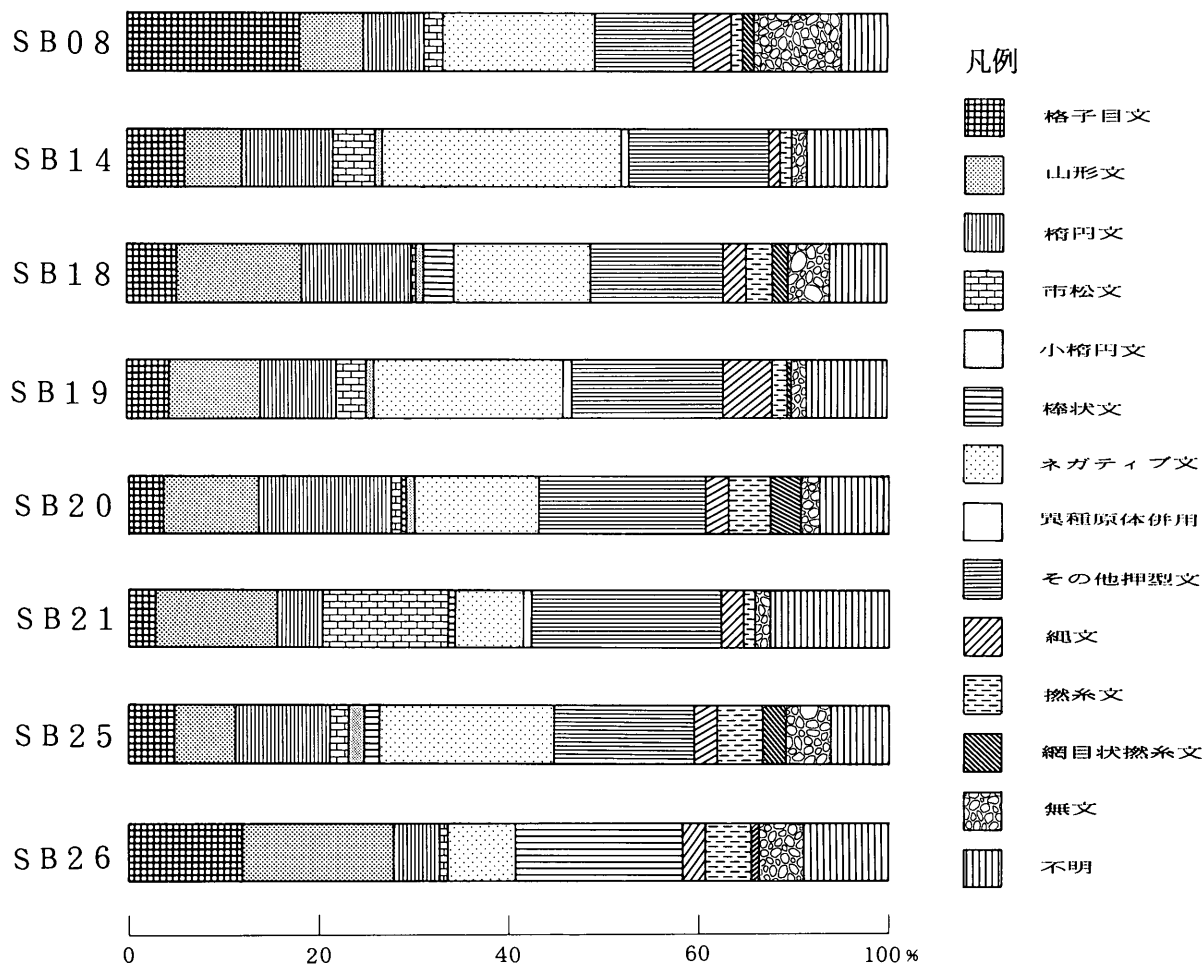 SB08
SB14
SB18
SB19
SB20
SB21
SB25
SB26
0 20 40 60 100%
凡例
格子目文
山形文
楕円文
市松文
小楕円文
棒状文
ネガティブ文
異種原体併用
その他押型文
縄文
撚糸文
網目状撚糸文
無文
不明